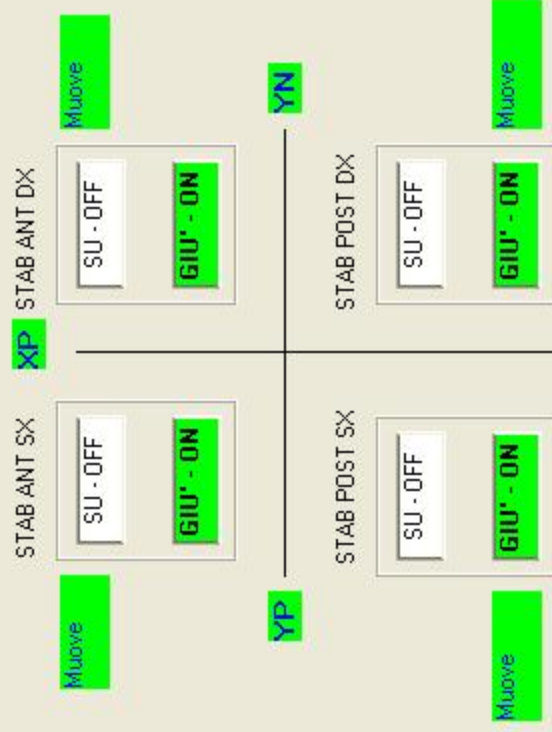 XP
STAB ANT SX
STAB ANT DX
Muove
SU - OFF
SU - OFF
Muove
GIU' - ON
GIU' - ON
YP
YN
STAB POST SX
STAB POST DX
SU - OFF
SU - OFF
Muove
GIU' - ON
GIU' - ON
Muove